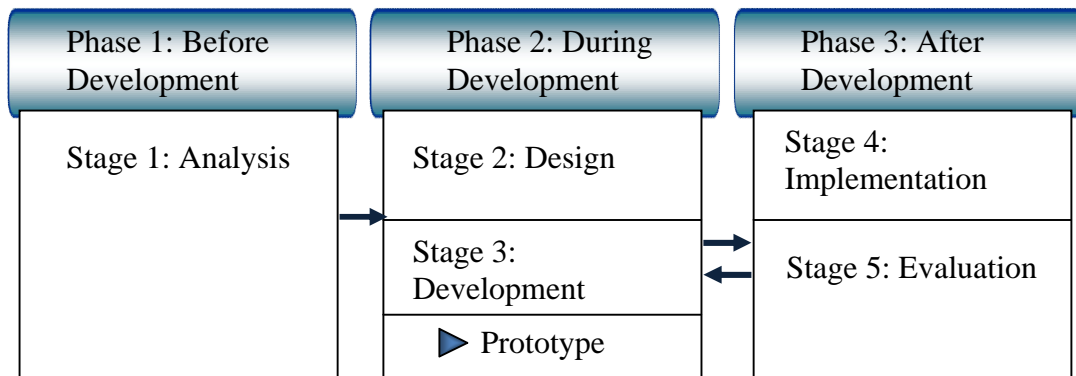 Phase 1: Before
Development
Stage 1: Analysis
Phase 2: During
Development
Stage 2: Design
Stage 3:
Development
Prototype
Phase 3: After
Development
Stage 4:
Implementation
Stage 5: Evaluation